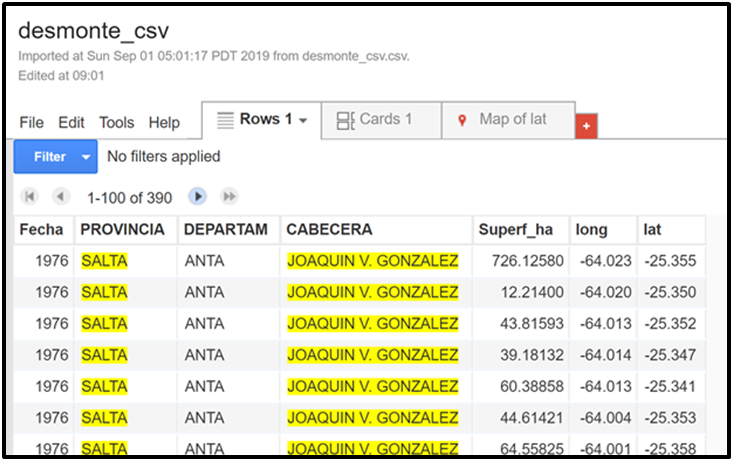 desmonte_csv
Imported at Sun Sep 01 05:01:17 PDT 2019 from desmonte_csv.csv.
Edited at 09:01
File Edit Tools Help Rows 1 Cards 1 Map of lat +
Filter No filters applied
1-100 of 390
Fecha PROVINCIA DEPARTAM CABECERA Superf_ha long lat
1976 SALTA ANTA JOAQUIN V. GONZALEZ 726.12580 -64.023 -25.355
1976 SALTA ANTA JOAQUIN V. GONZALEZ 12.21400 -64.020 -25.350
1976 SALTA ANTA JOAQUIN V. GONZALEZ 43.81593 -64.013 -25.352
1976 SALTA ANTA JOAQUIN V. GONZALEZ 39.18132 -64.014 -25.347
1976 SALTA ANTA JOAQUIN V. GONZALEZ 60.38858 -64.013 -25.341
1976 SALTA ANTA JOAQUIN V. GONZALEZ 44.61421 -64.004 -25.353
1976 SALTA ANTA JOAQUIN V. GONZALEZ 64.55825 -64.001 -25.358